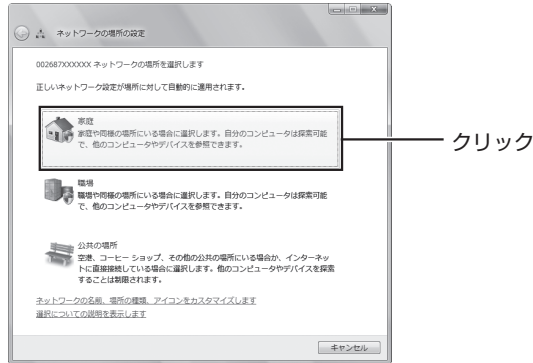 ネットワークの場所の設定
002687XXXXXX ネットワークの場所を選択します
正しいネットワーク設定が場所に対して自動的に適用されます。
家庭
家庭や同様の場所にいる場合に選択します。自分のコンピュータは探索可能
で、他のコンピュータやデバイスを参照できます。
クリック
職場
職場や同様の場所にいる場合に選択します。自分のコンピュータは探索可能
で、他のコンピュータやデバイスを参照できます。
公共の場所
空港、コーヒー ショップ、その他の公共の場所にいる場合か、インターネッ
トに直接接続している場合に選択します。他のコンピュータやデバイスを探索
することは制限されます。
ネットワークの名前、場所の種類、アイコンをカスタマイズします
選択についての説明を表示します
キャンセル